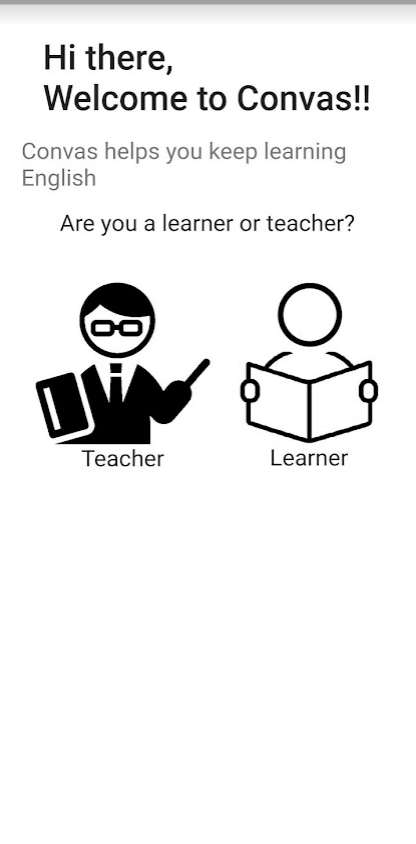 Hi there,
Welcome to Convas!!
Convas helps you keep learning
English
Are you a learner or teacher?
Teacher
Learner